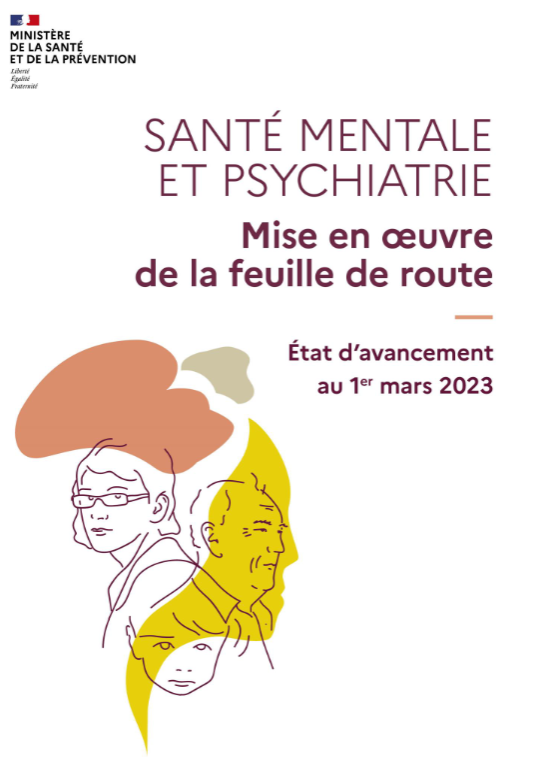 MINISTÈRE
DE LA SANTÉ
ET DE LA PRÉVENTION
Liberté
Égalité
Fraternité
SANTÉ MENTALE
ET PSYCHIATRIE
Mise en œuvre
de la feuille de route
État d’avancement
au 1er mars 2023